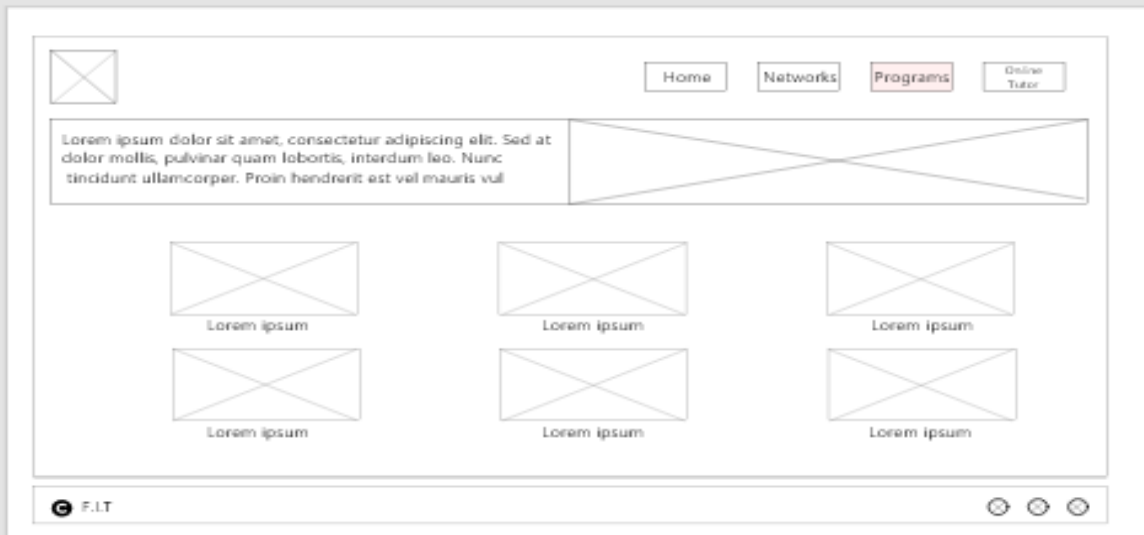 Home
Networks
Programs
Online
Tutor
Lorem ipsum dolor sit amet, consectetur adipiscing elit. Sed at
dolor mollis, pulvinar quam lobortis, interdum leo. Nunc
tincidunt ullamcorper. Proin hendrerit est vel mauris vul
Lorem ipsum
Lorem ipsum
Lorem ipsum
Lorem ipsum
Lorem ipsum
Lorem ipsum
C F.I.T